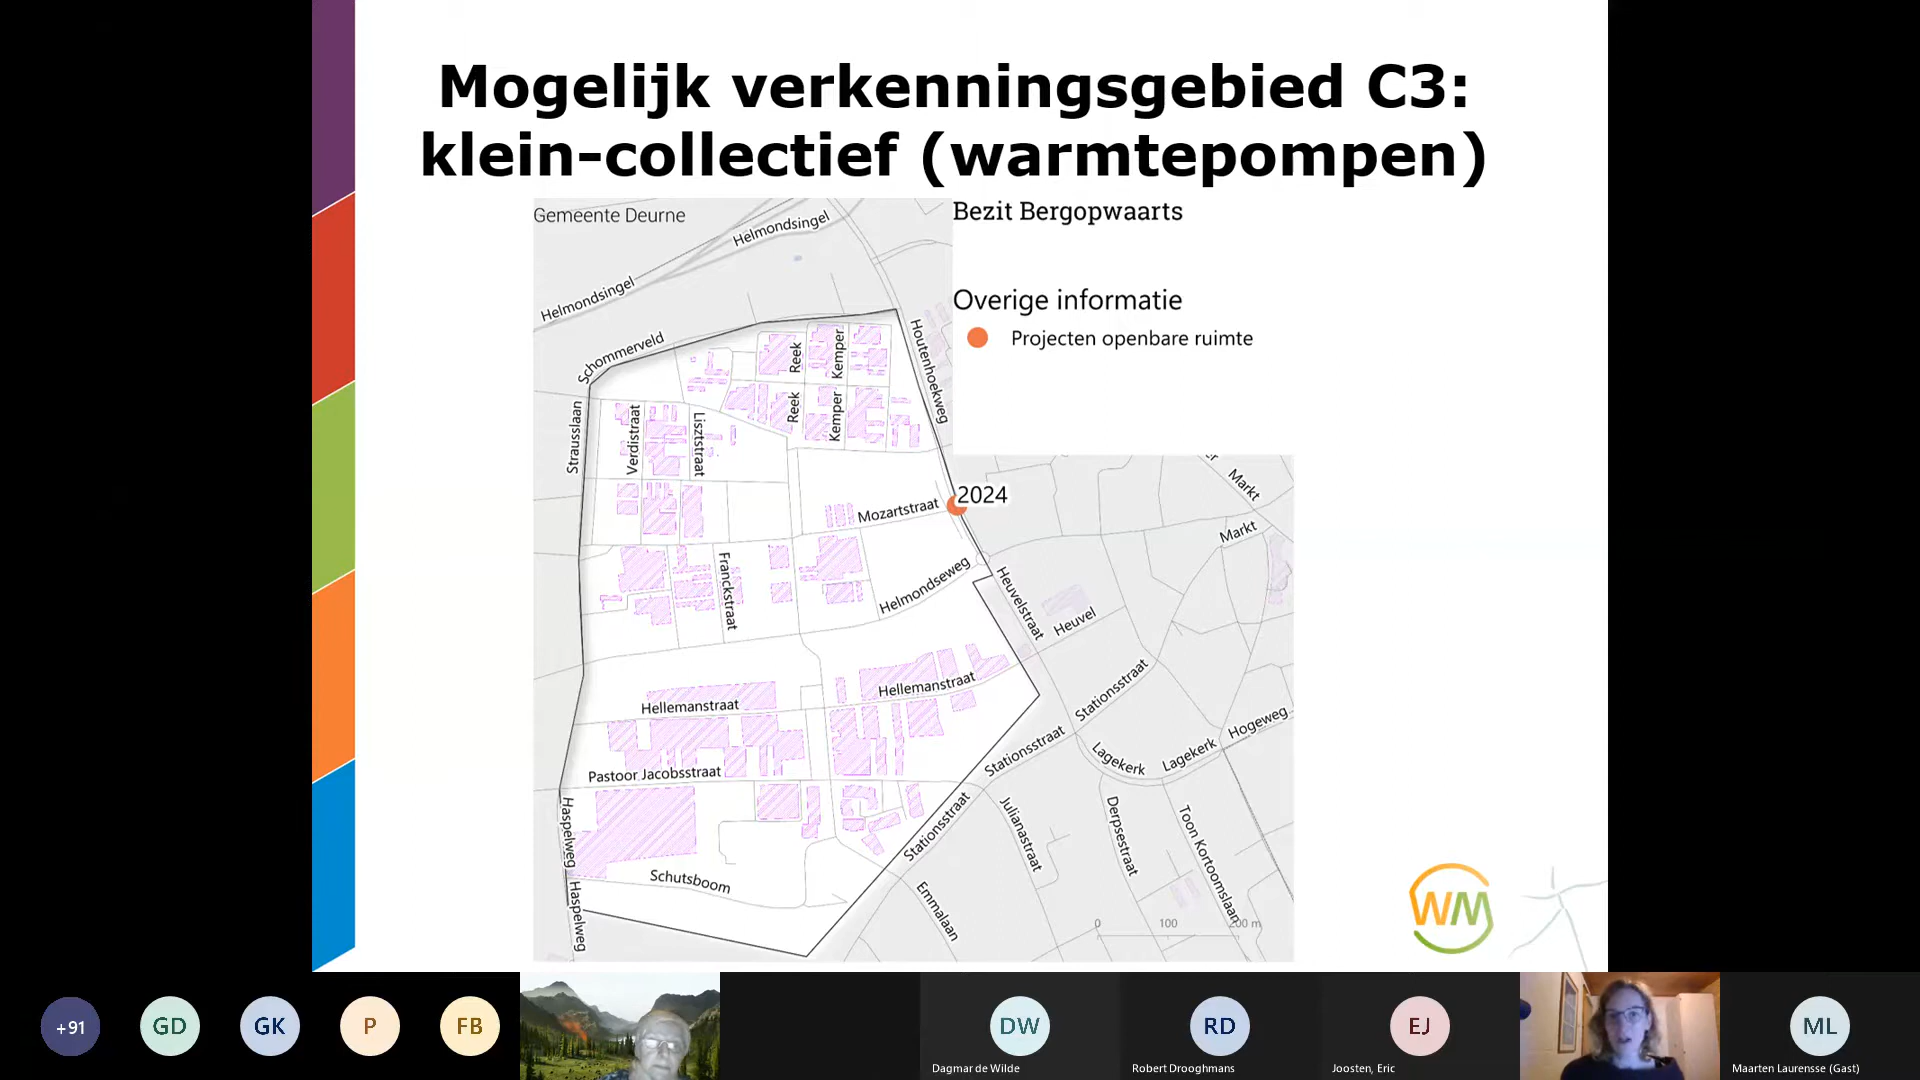 Mogelijk verkenningsgebied C3:
klein-collectief (warmtepompen)
Gemeente Deurne
Bezit Bergopwaarts
Overige informatie
Projecten openbare ruimte
Helmondsingel
Helmondsingel
Schommerveld
Houtenhoekweg
Reek
Kemper
Reek
Kemper
Strausslaan
Verdistraat
Lisztstraat
Markt
Markt
2024
Mozartstraat
Franckstraat
Helmondseweg
Heuvelstraat
Heuvel
Hellemanstraat
Hellemanstraat
Stationsstraat
Stationsstraat
Lagekerk
Lagekerk
Hogeweg
Pastoor Jacobsstraat
Haspelweg
Haspelweg
Schutsboom
Stationsstraat
Julianastraat
Derpsestraat
Toon Kortoomslaan
Emmalaan
0 100 200 m
WM
+91
GD
GK
P
FB
DW
RD
EJ
ML
Dagmar de Wilde
Robert Drooghmans
Joosten, Eric
Maarten Laurensse (Gast)